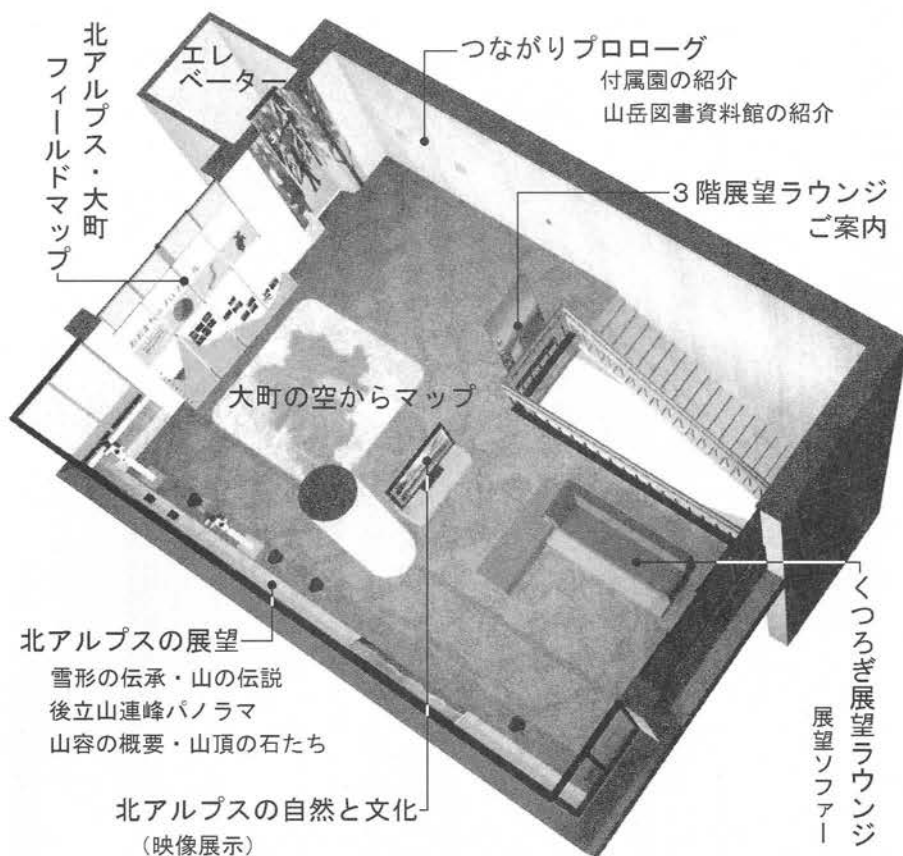 北アルプス・大町
フィールドマップ
エレ
ベーター
つながりプロローグ
付属園の紹介
山岳図書資料館の紹介
3階展望ラウンジ
ご案内
大町の空からマップ
北アルプスの展望
雪形の伝承・山の伝説
後立山連峰パノラマ
山容の概要・山頂の石たち
北アルプスの自然と文化
(映像展示)
くつろぎ展望ラウンジ
展望ソファー